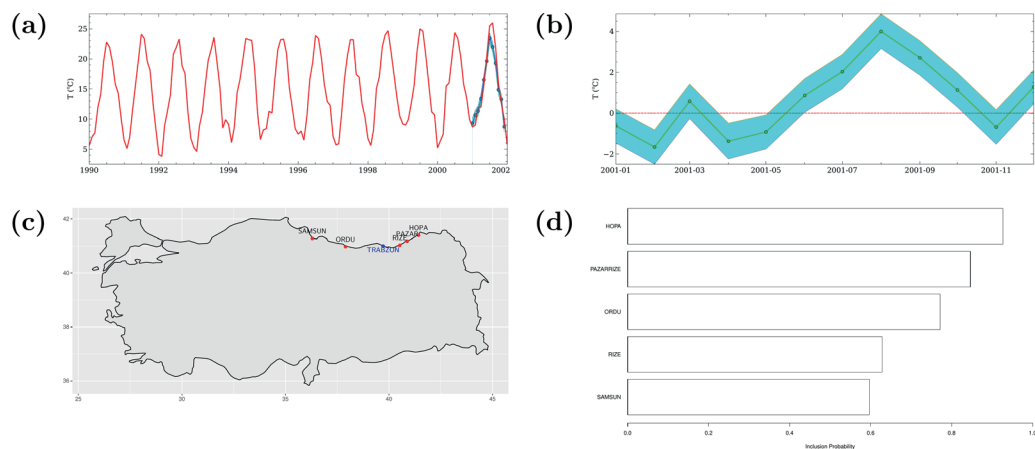 (a)
25
20
15
10
5
T (°C)
1990
1992
1994
1996
1998
2000
2002
(b)
4
2
0
−2
T (°C)
2001-01
2001-03
2001-05
2001-07
2001-09
2001-11
(c)
42
40
38
36
SAMSUN
ORDU
TRABZON
RIZE
PAZAR
HOPA
25
30
35
40
45
(d)
HOPA
PAZARRIZE
ORDU
RIZE
SAMSUN
0.0
0.2
0.4
0.6
0.8
1.0
Inclusion Probability